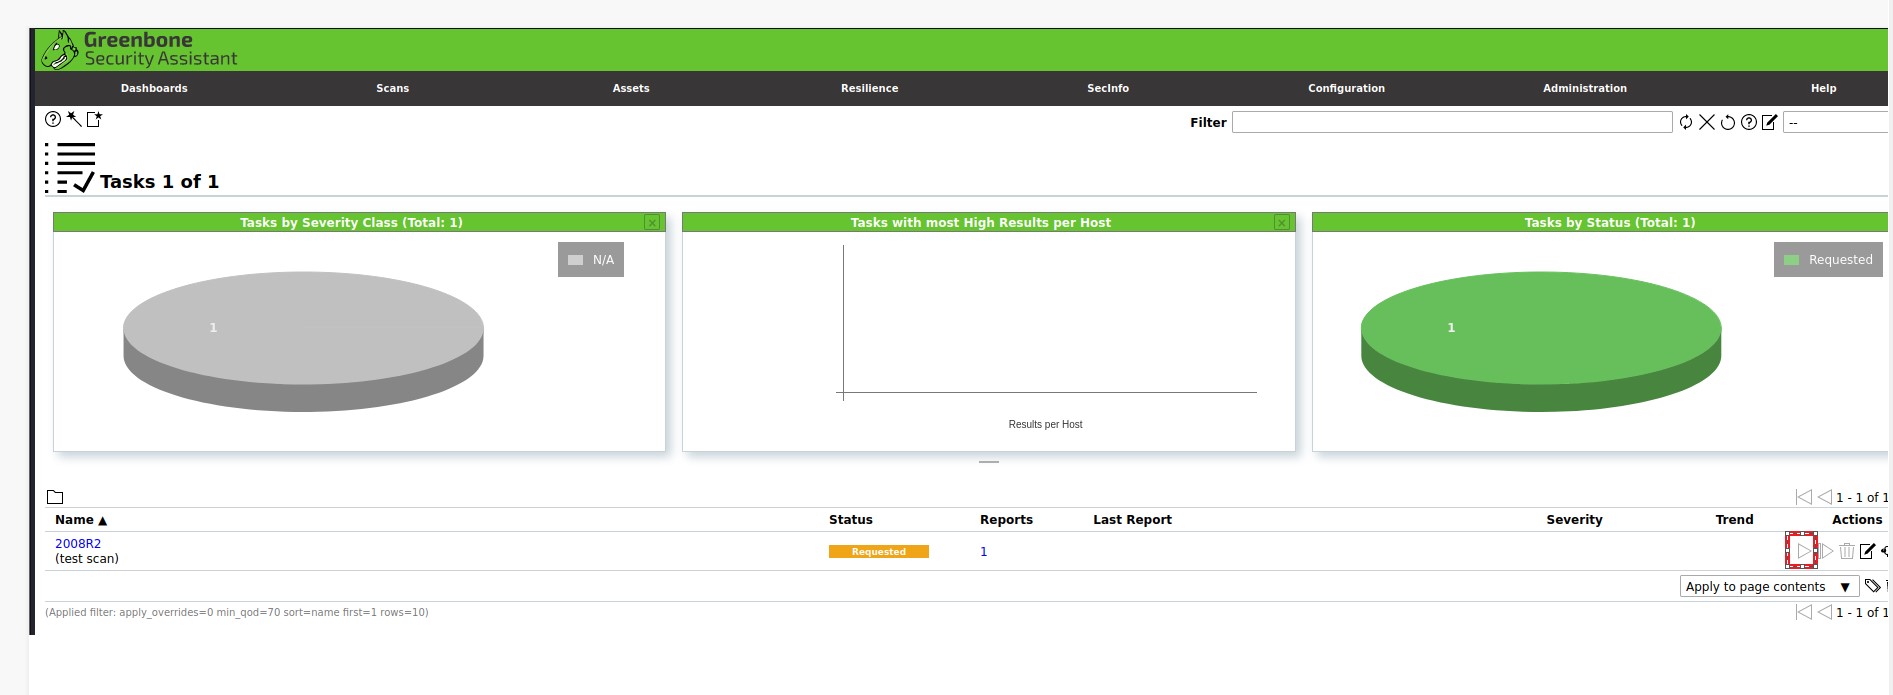 Greenbone
Security Assistant
Dashboards Scans Assets Resilience SecInfo Configuration Administration Help
Filter --
Tasks 1 of 1
Tasks by Severity Class (Total: 1) Tasks with most High Results per Host Tasks by Status (Total: 1)
N/A Requested
1 1
Results per Host
1 - 1 of 1
Name ▲ Status Reports Last Report Severity Trend Actions
2008R2 Requested 1
(test scan)
Apply to page contents ▼
(Applied filter: apply_overrides=0 min_qod=70 sort=name first=1 rows=10) 1 - 1 of 1